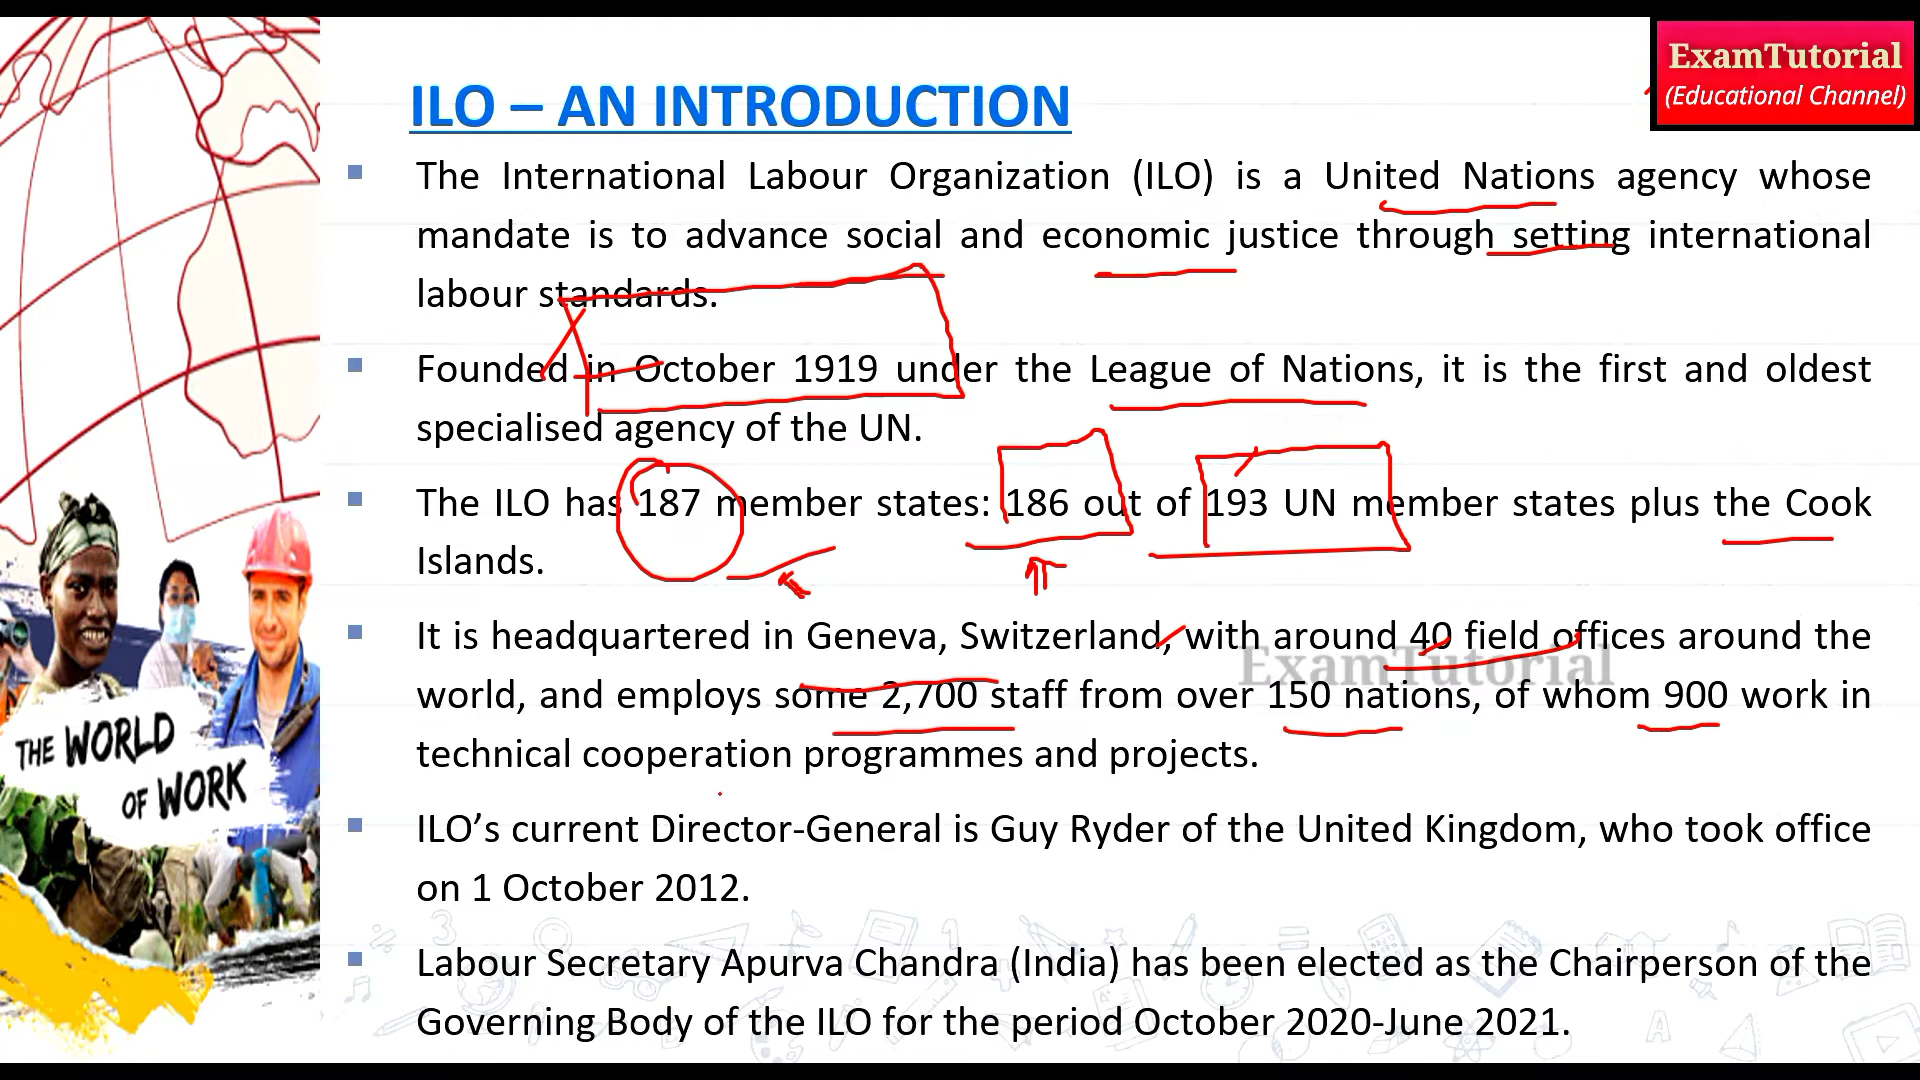 ExamTutorial
(Educational Channel)
ILO – AN INTRODUCTION
▪ The International Labour Organization (ILO) is a United Nations agency whose
mandate is to advance social and economic justice through setting international
labour standards.
▪ Founded in October 1919 under the League of Nations, it is the first and oldest
specialised agency of the UN.
▪ The ILO has 187 member states: 186 out of 193 UN member states plus the Cook
Islands.
▪ It is headquartered in Geneva, Switzerland, with around 40 field offices around the
ExamTutorial
world, and employs some 2,700 staff from over 150 nations, of whom 900 work in
technical cooperation programmes and projects.
▪ ILO’s current Director-General is Guy Ryder of the United Kingdom, who took office
on 1 October 2012.
▪ Labour Secretary Apurva Chandra (India) has been elected as the Chairperson of the
Governing Body of the ILO for the period October 2020-June 2021.
THE WORLD
OF WORK